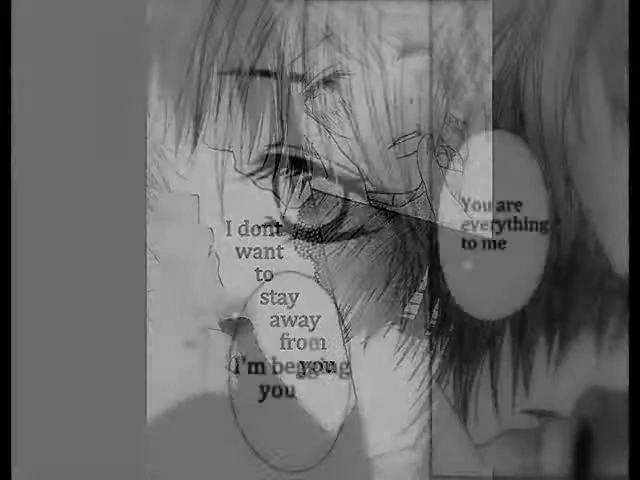 I dont
want
to
stay
away
from
you
I'm begging
you
You are
everything
to me